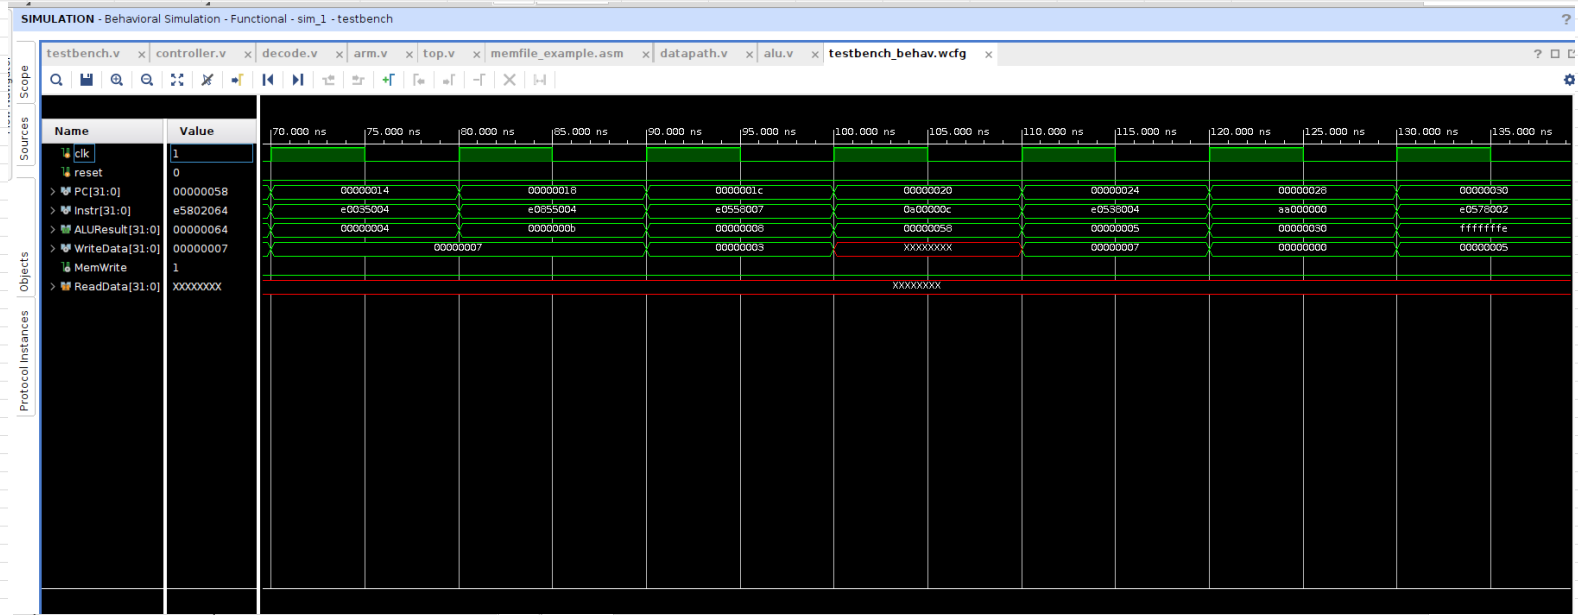 SIMULATION - Behavioral Simulation - Functional - sim_1 - testbench ?
testbench.v × controller.v × decode.v × arm.v × top.v × memfile_example.asm × datapath.v × alu.v × testbench_behav.wcfg × ?
Scope
Sources
Objects
Protocol Instances
Name Value
70.000 ns 75.000 ns 80.000 ns 85.000 ns 90.000 ns 95.000 ns 100.000 ns 105.000 ns 110.000 ns 115.000 ns 120.000 ns 125.000 ns 130.000 ns 135.000 ns
clk 1
reset 0
PC[31:0] 00000058 00000014 00000018 0000001c 00000020 00000024 00000028 00000030
Instr[31:0] e5802064 e0035004 e0855004 e0558007 0a00000c e0538004 aa000000 e0578002
ALUResult[31:0] 00000064 00000004 0000000b 00000008 00000058 00000005 00000030 fffffffe
WriteData[31:0] 00000007 00000007 00000003 XXXXXXXX 00000007 00000000 00000005
MemWrite 1
ReadData[31:0] XXXXXXXX XXXXXXXX